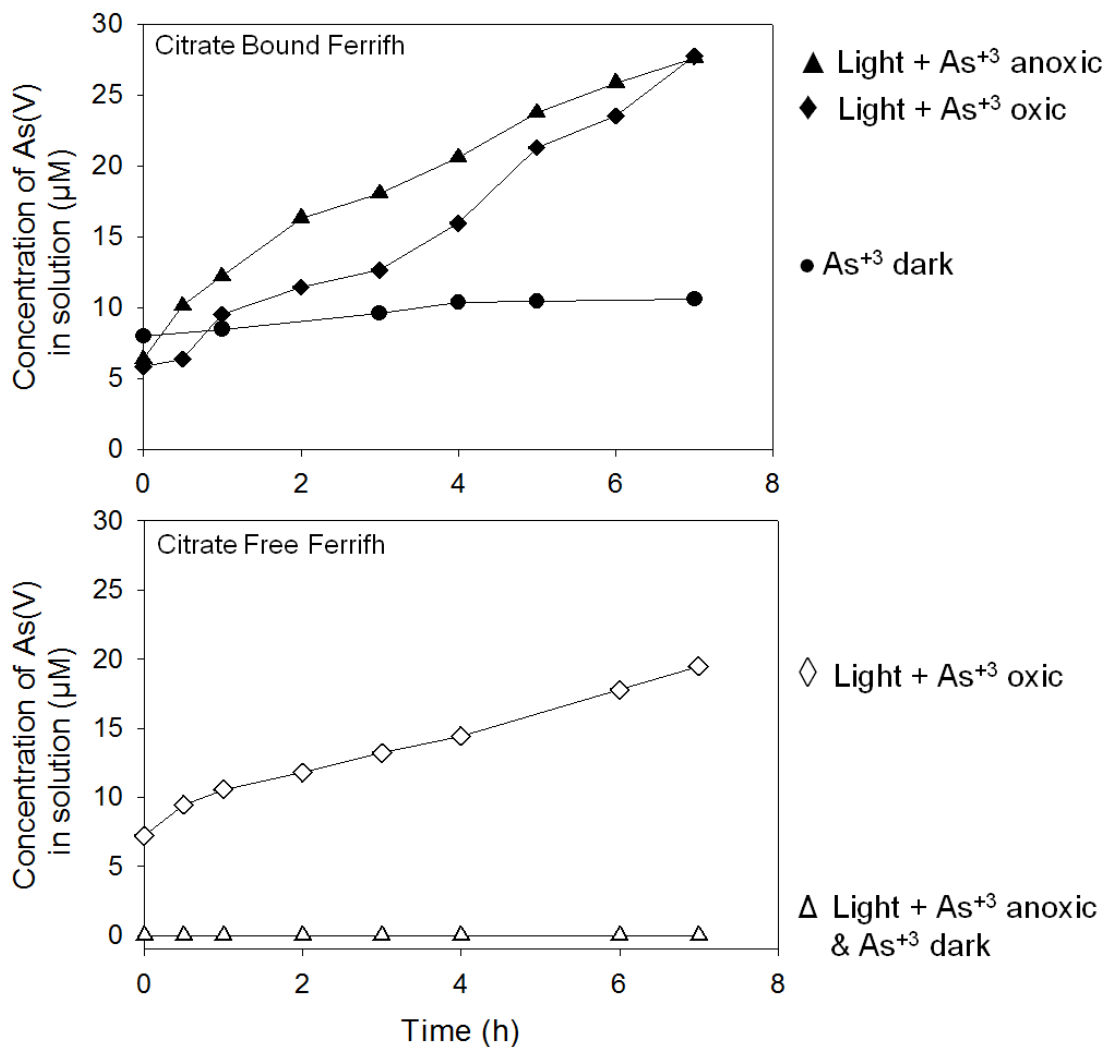 30
25
20
15
10
5
0
Concentration of As(V)
in solution (µM)
Citrate Bound Ferrifh
0 2 4 6 8
Light + As⁺³ anoxic
Light + As⁺³ oxic
As⁺³ dark
30
25
20
15
10
5
0
Concentration of As(V)
in solution (µM)
Citrate Free Ferrifh
0 2 4 6 8
Time (h)
Light + As⁺³ oxic
Light + As⁺³ anoxic
& As⁺³ dark